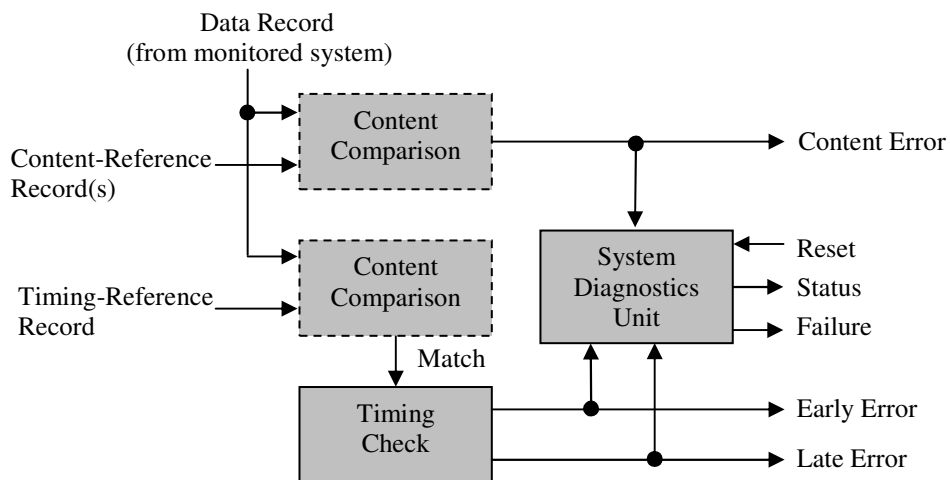 Data Record
(from monitored system)
Content
Comparison
Content Error
Content-Reference
Record(s)
System
Diagnostics
Unit
Reset
Status
Failure
Content
Comparison
Timing-Reference
Record
Match
Timing
Check
Early Error
Late Error